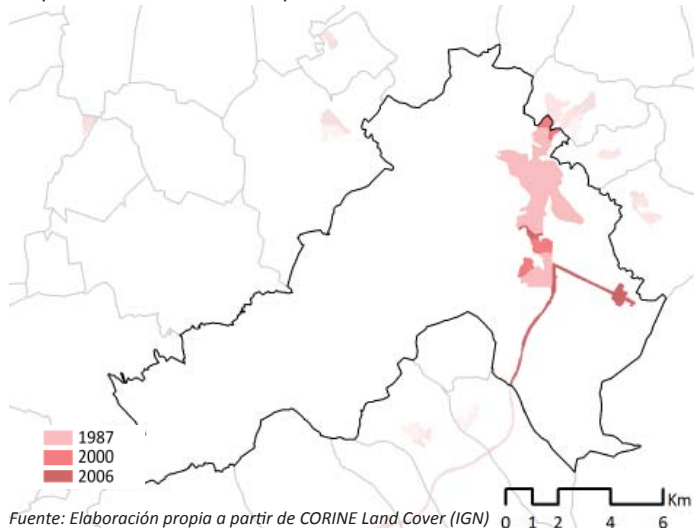 1987
2000
2006
Fuente: Elaboración propia a partir de CORINE Land Cover (IGN)
Km
0 1 2 4 6